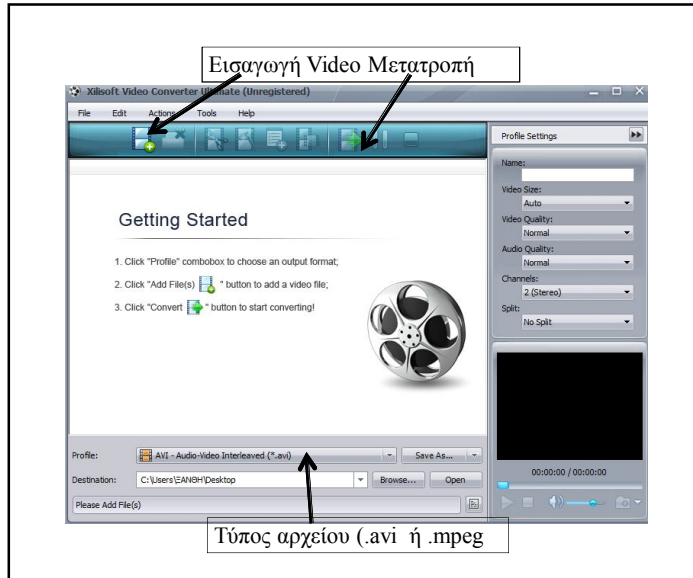 Εισαγωγή Video Μετατροπή
Xilisoft Video Converter Ultimate (Unregistered)
File Edit Actions Tools Help
Profile Settings
Name:
Video Size:
Auto
Video Quality:
Normal
Audio Quality:
Normal
Channels:
2 (Stereo)
Split:
No Split
Getting Started
1. Click "Profile" combobox to choose an output format;
2. Click "Add File(s) " button to add a video file;
3. Click "Convert " button to start converting!
Profile: AVI - Audio-Video Interleaved (*.avi) Save As...
Destination: C:\Users\ΞΑΝΘΗ\Desktop Browse... Open
Please Add File(s)
00:00:00 / 00:00:00
Τύπος αρχείου (.avi ή .mpeg